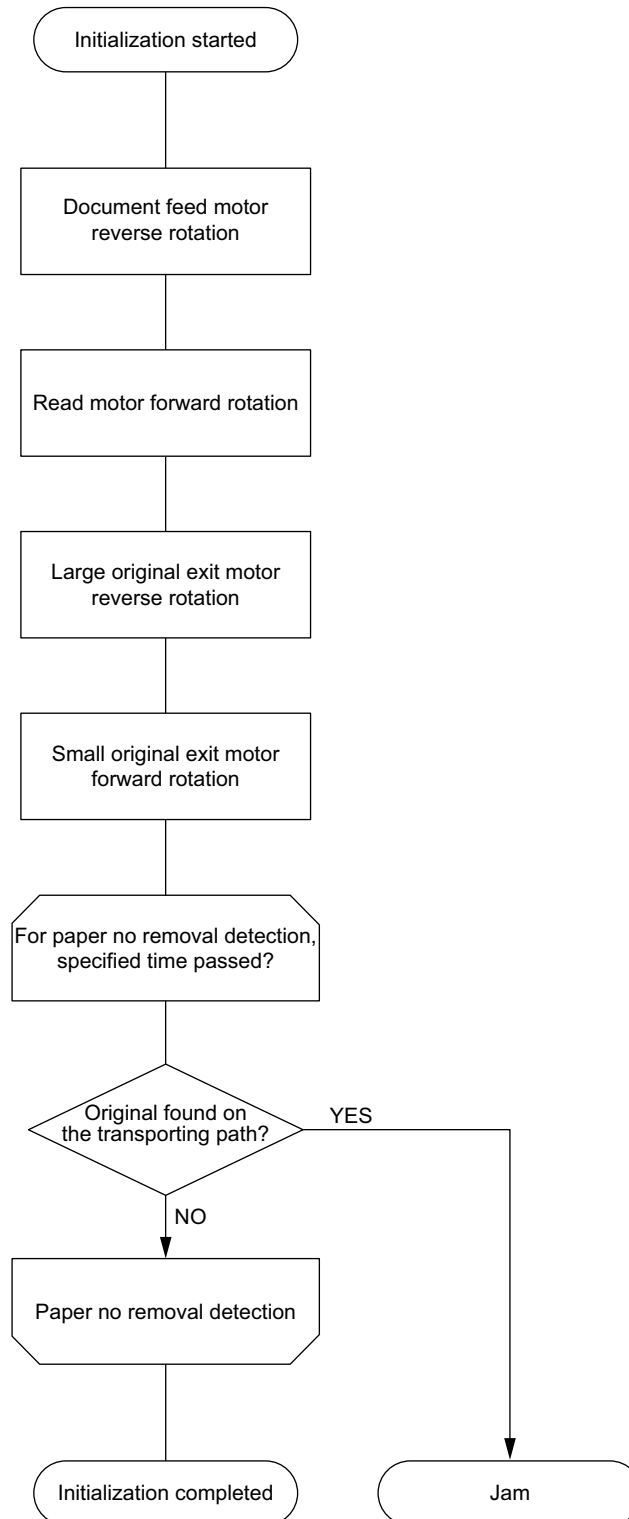 Initialization started
Document feed motor
reverse rotation
Read motor forward rotation
Large original exit motor
reverse rotation
Small original exit motor
forward rotation
For paper no removal detection,
specified time passed?
Original found on
the transporting path?
YES
NO
Paper no removal detection
Initialization completed
Jam